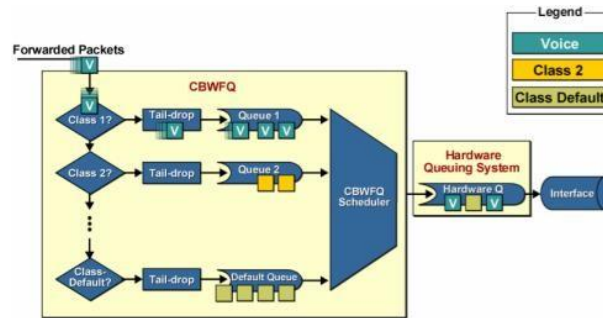 Legend
Voice
Class 2
Class Default
Forwarded Packets
V
CBWFQ
V
Class 1?
Tail-drop
V
Queue 1
V V V
Class 2?
Tail-drop
Queue 2
CBWFQ
Scheduler
Hardware
Queuing System
Hardware Q
V V
Interface
Class-
Default?
Tail-drop
Default Queue